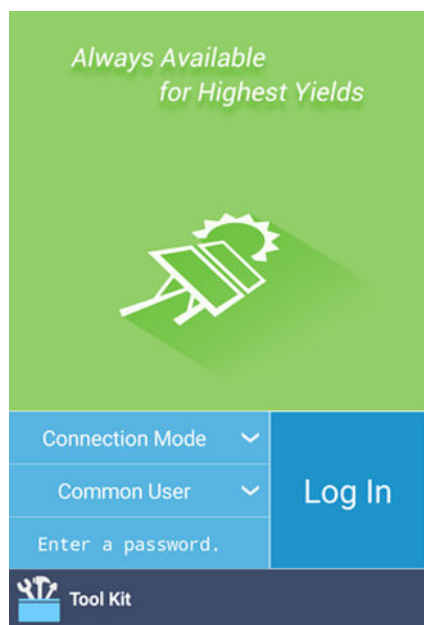 Always Available
for Highest Yields
Connection Mode
Common User
Log In
Enter a password.
Tool Kit